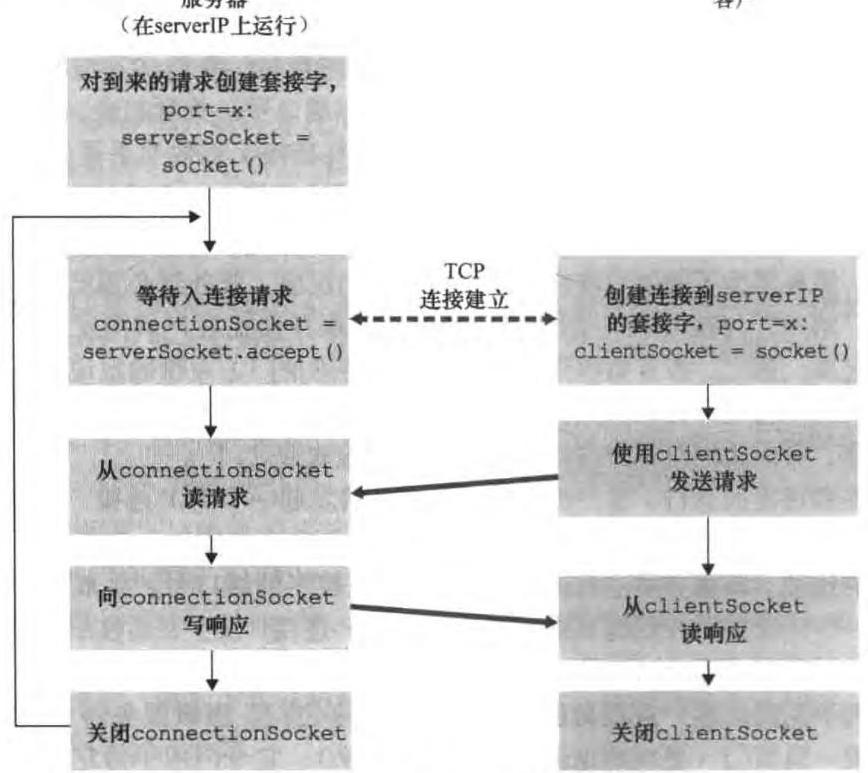 服务器
（在serverIP上运行）
客）
对到来的请求创建套接字，
port=x:
serverSocket =
socket()
等待入连接请求
connectionSocket =
serverSocket.accept()
TCP
连接建立
创建连接到serverIP
的套接字，port=x:
clientSocket = socket()
从connectionSocket
读请求
使用clientSocket
发送请求
向connectionSocket
写响应
从clientSocket
读响应
关闭connectionSocket
关闭clientSocket